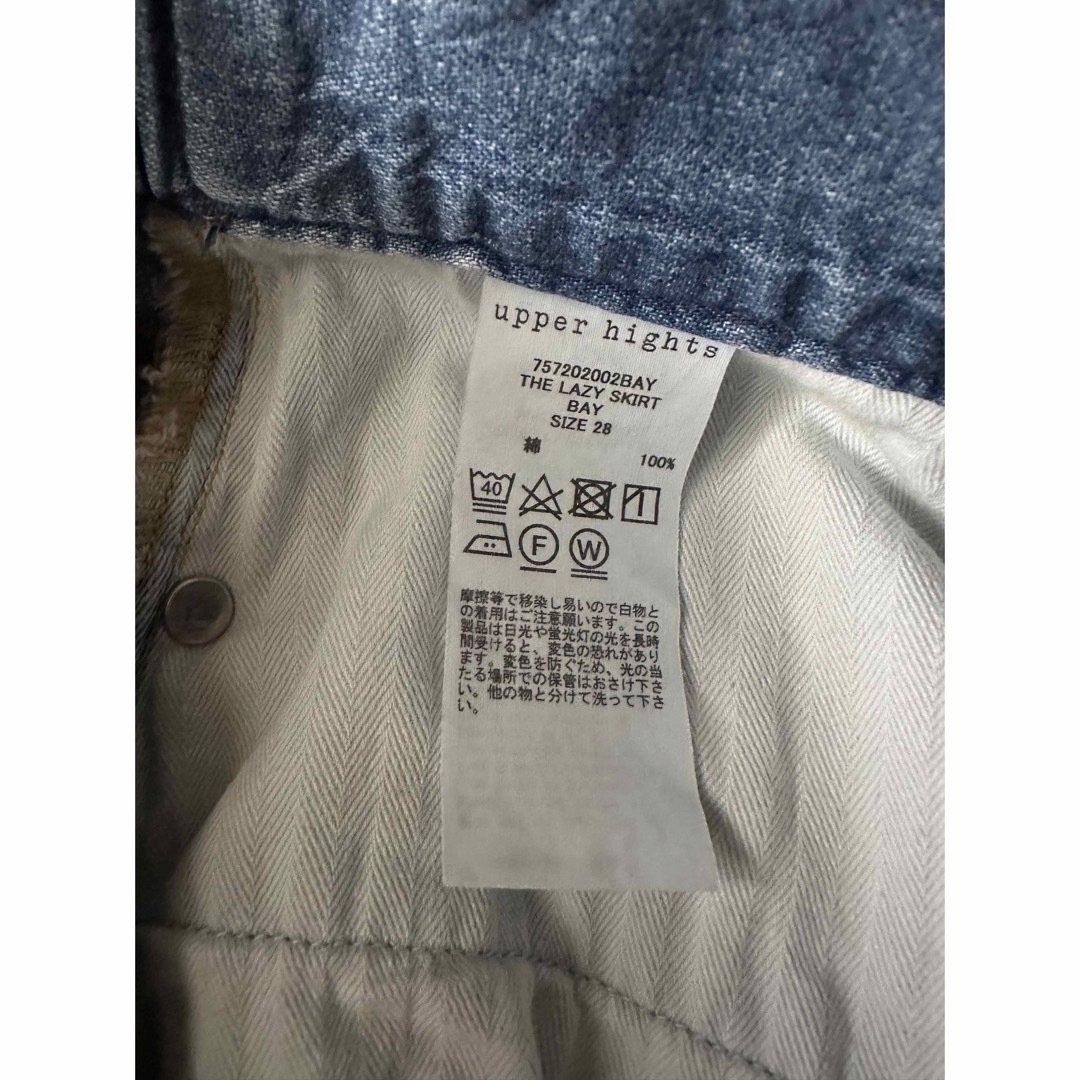 upper hights
757202002BAY
THE LAZY SKIRT
BAY
SIZE 28
綿 100%
40
F W
摩擦等で移染し易いので白物と
の着用はご注意願います。この
製品は日光や蛍光灯の光を長時
間受けると、変色の恐れがあり
ます。変色を防ぐため、光の当
たる場所での保管はおさけ下さ
い。他の物と分けて洗って下さ
い。